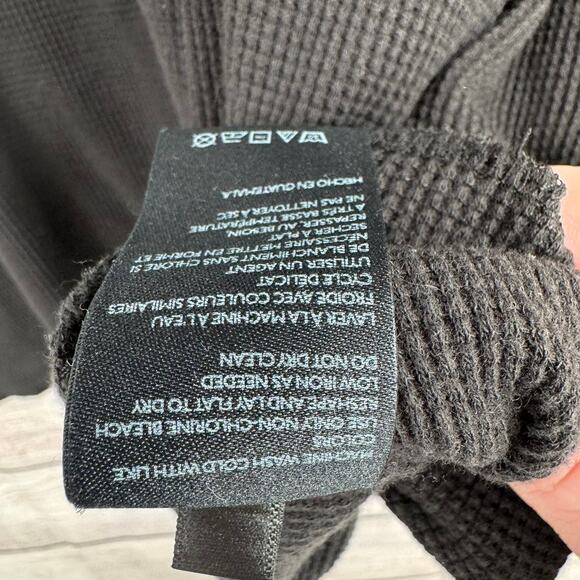 MACHINE WASH COLD WITH LIKE
COLORS
USE ONLY NON-CHLORINE BLEACH
RESHAPE AND LAY FLAT TO DRY
LOW IRON AS NEEDED
DO NOT DRY CLEAN
LAVER À LA MACHINE À L'EAU
FROIDE AVEC COULEURS SIMILAIRES
CYCLE DÉLICAT
UTILISER UN AGENT
DE BLANCHIMENT SANS CHLORE SI
NÉCESSAIRE METTRE EN FORME ET
SÉCHER À PLAT
REPASSER, AU BESOIN,
À TRÈS BASSE TEMPÉRATURE
NE PAS NETTOYER À SEC
HECHO EN GUATEMALA